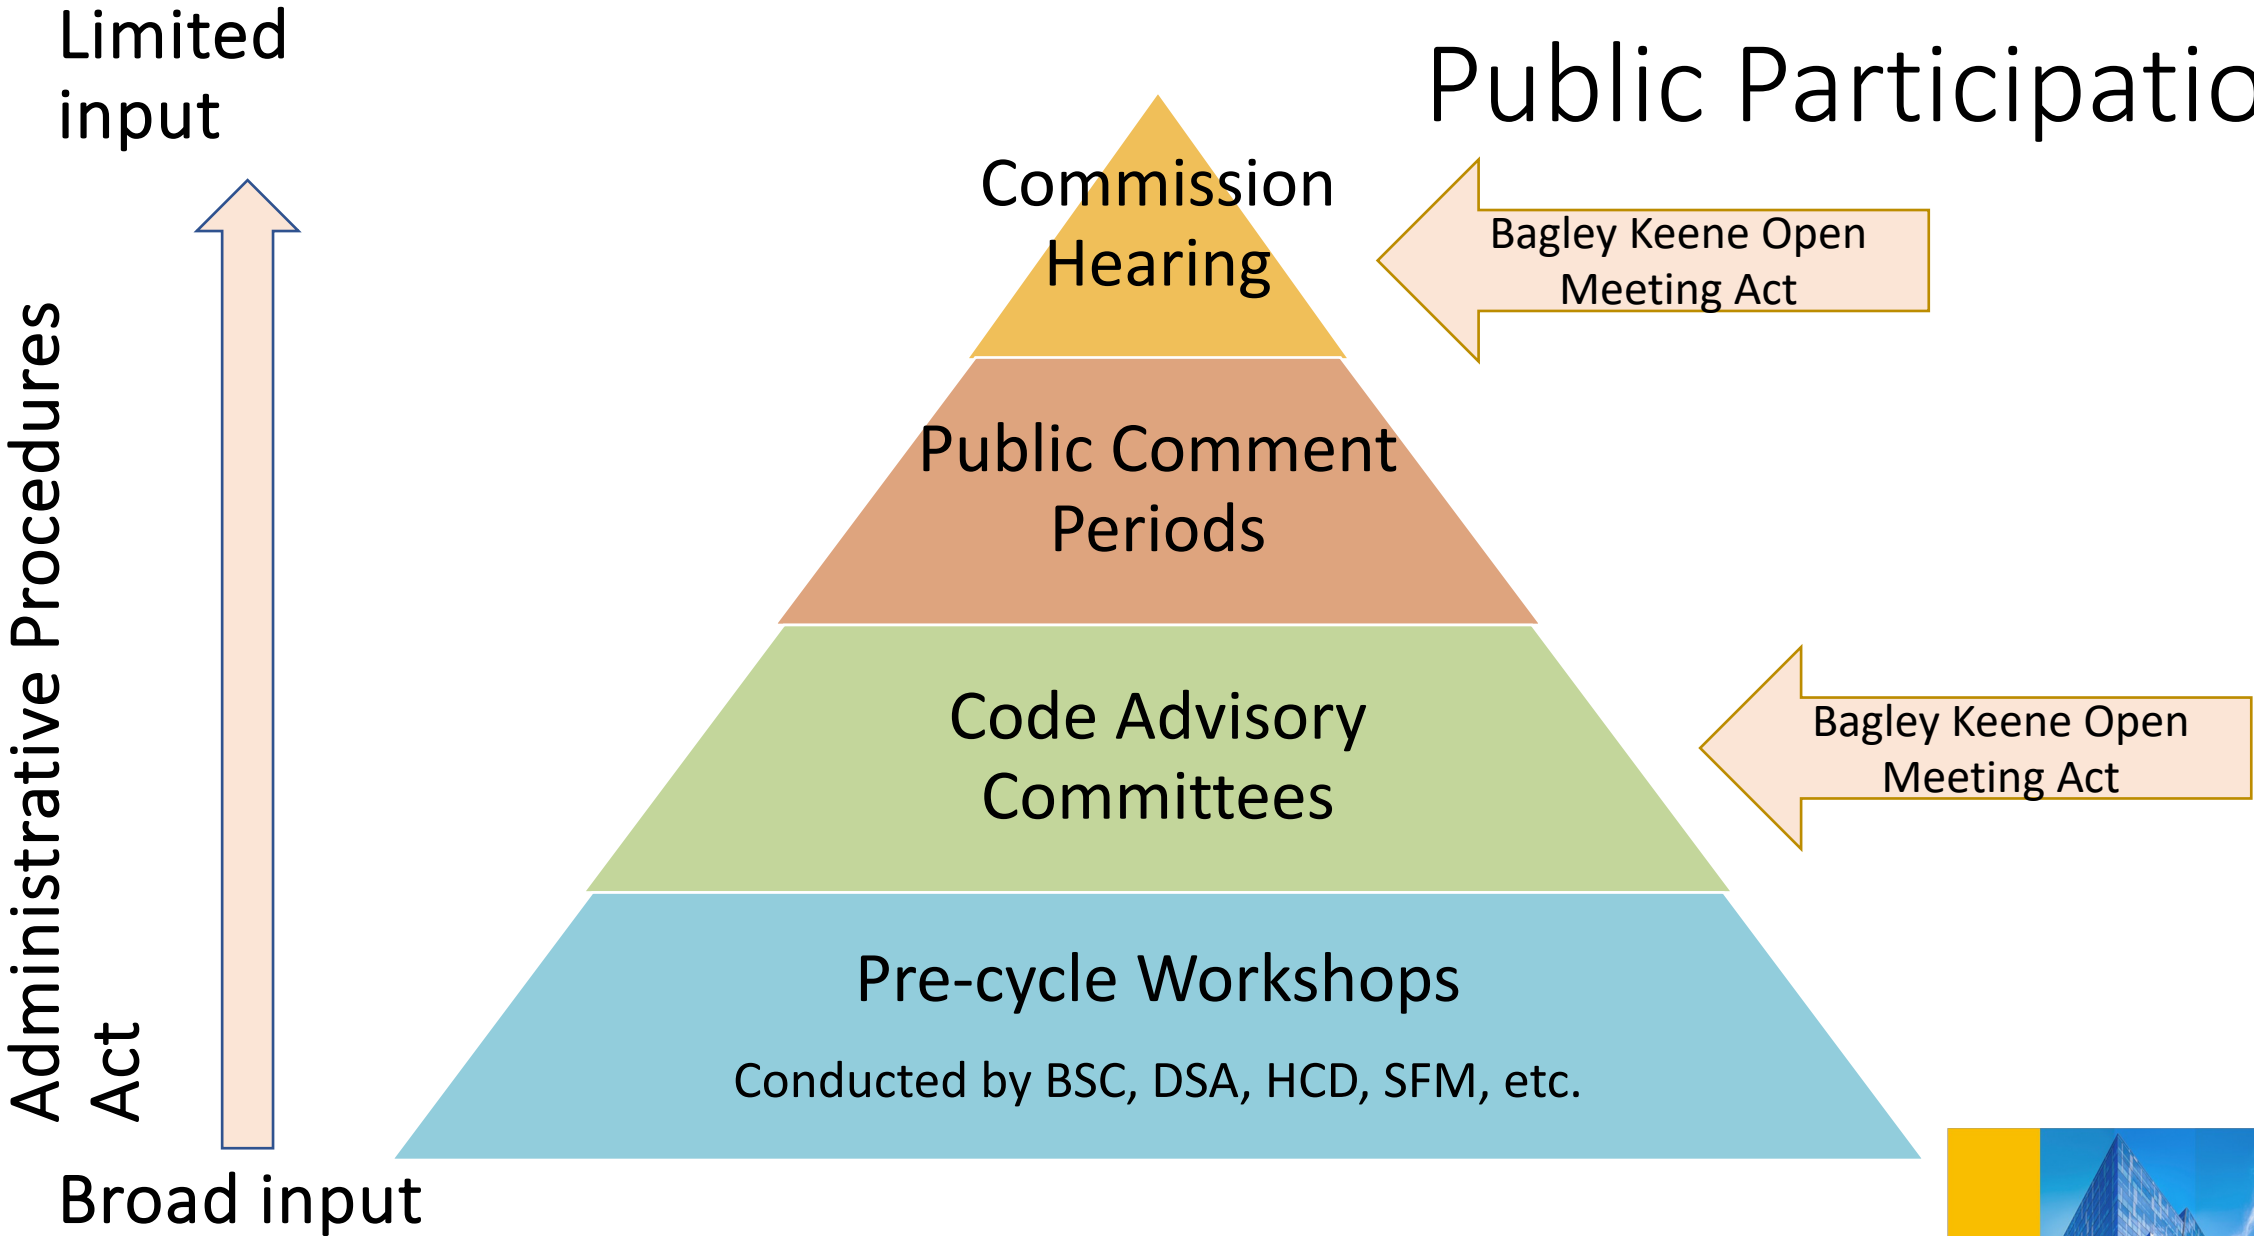 Limited
input
Public Participatio
Commission
Hearing
Bagley Keene Open
Meeting Act
Public Comment
Periods
Code Advisory
Committees
Bagley Keene Open
Meeting Act
Pre-cycle Workshops
Conducted by BSC, DSA, HCD, SFM, etc.
Administrative Procedures
Act
Broad input